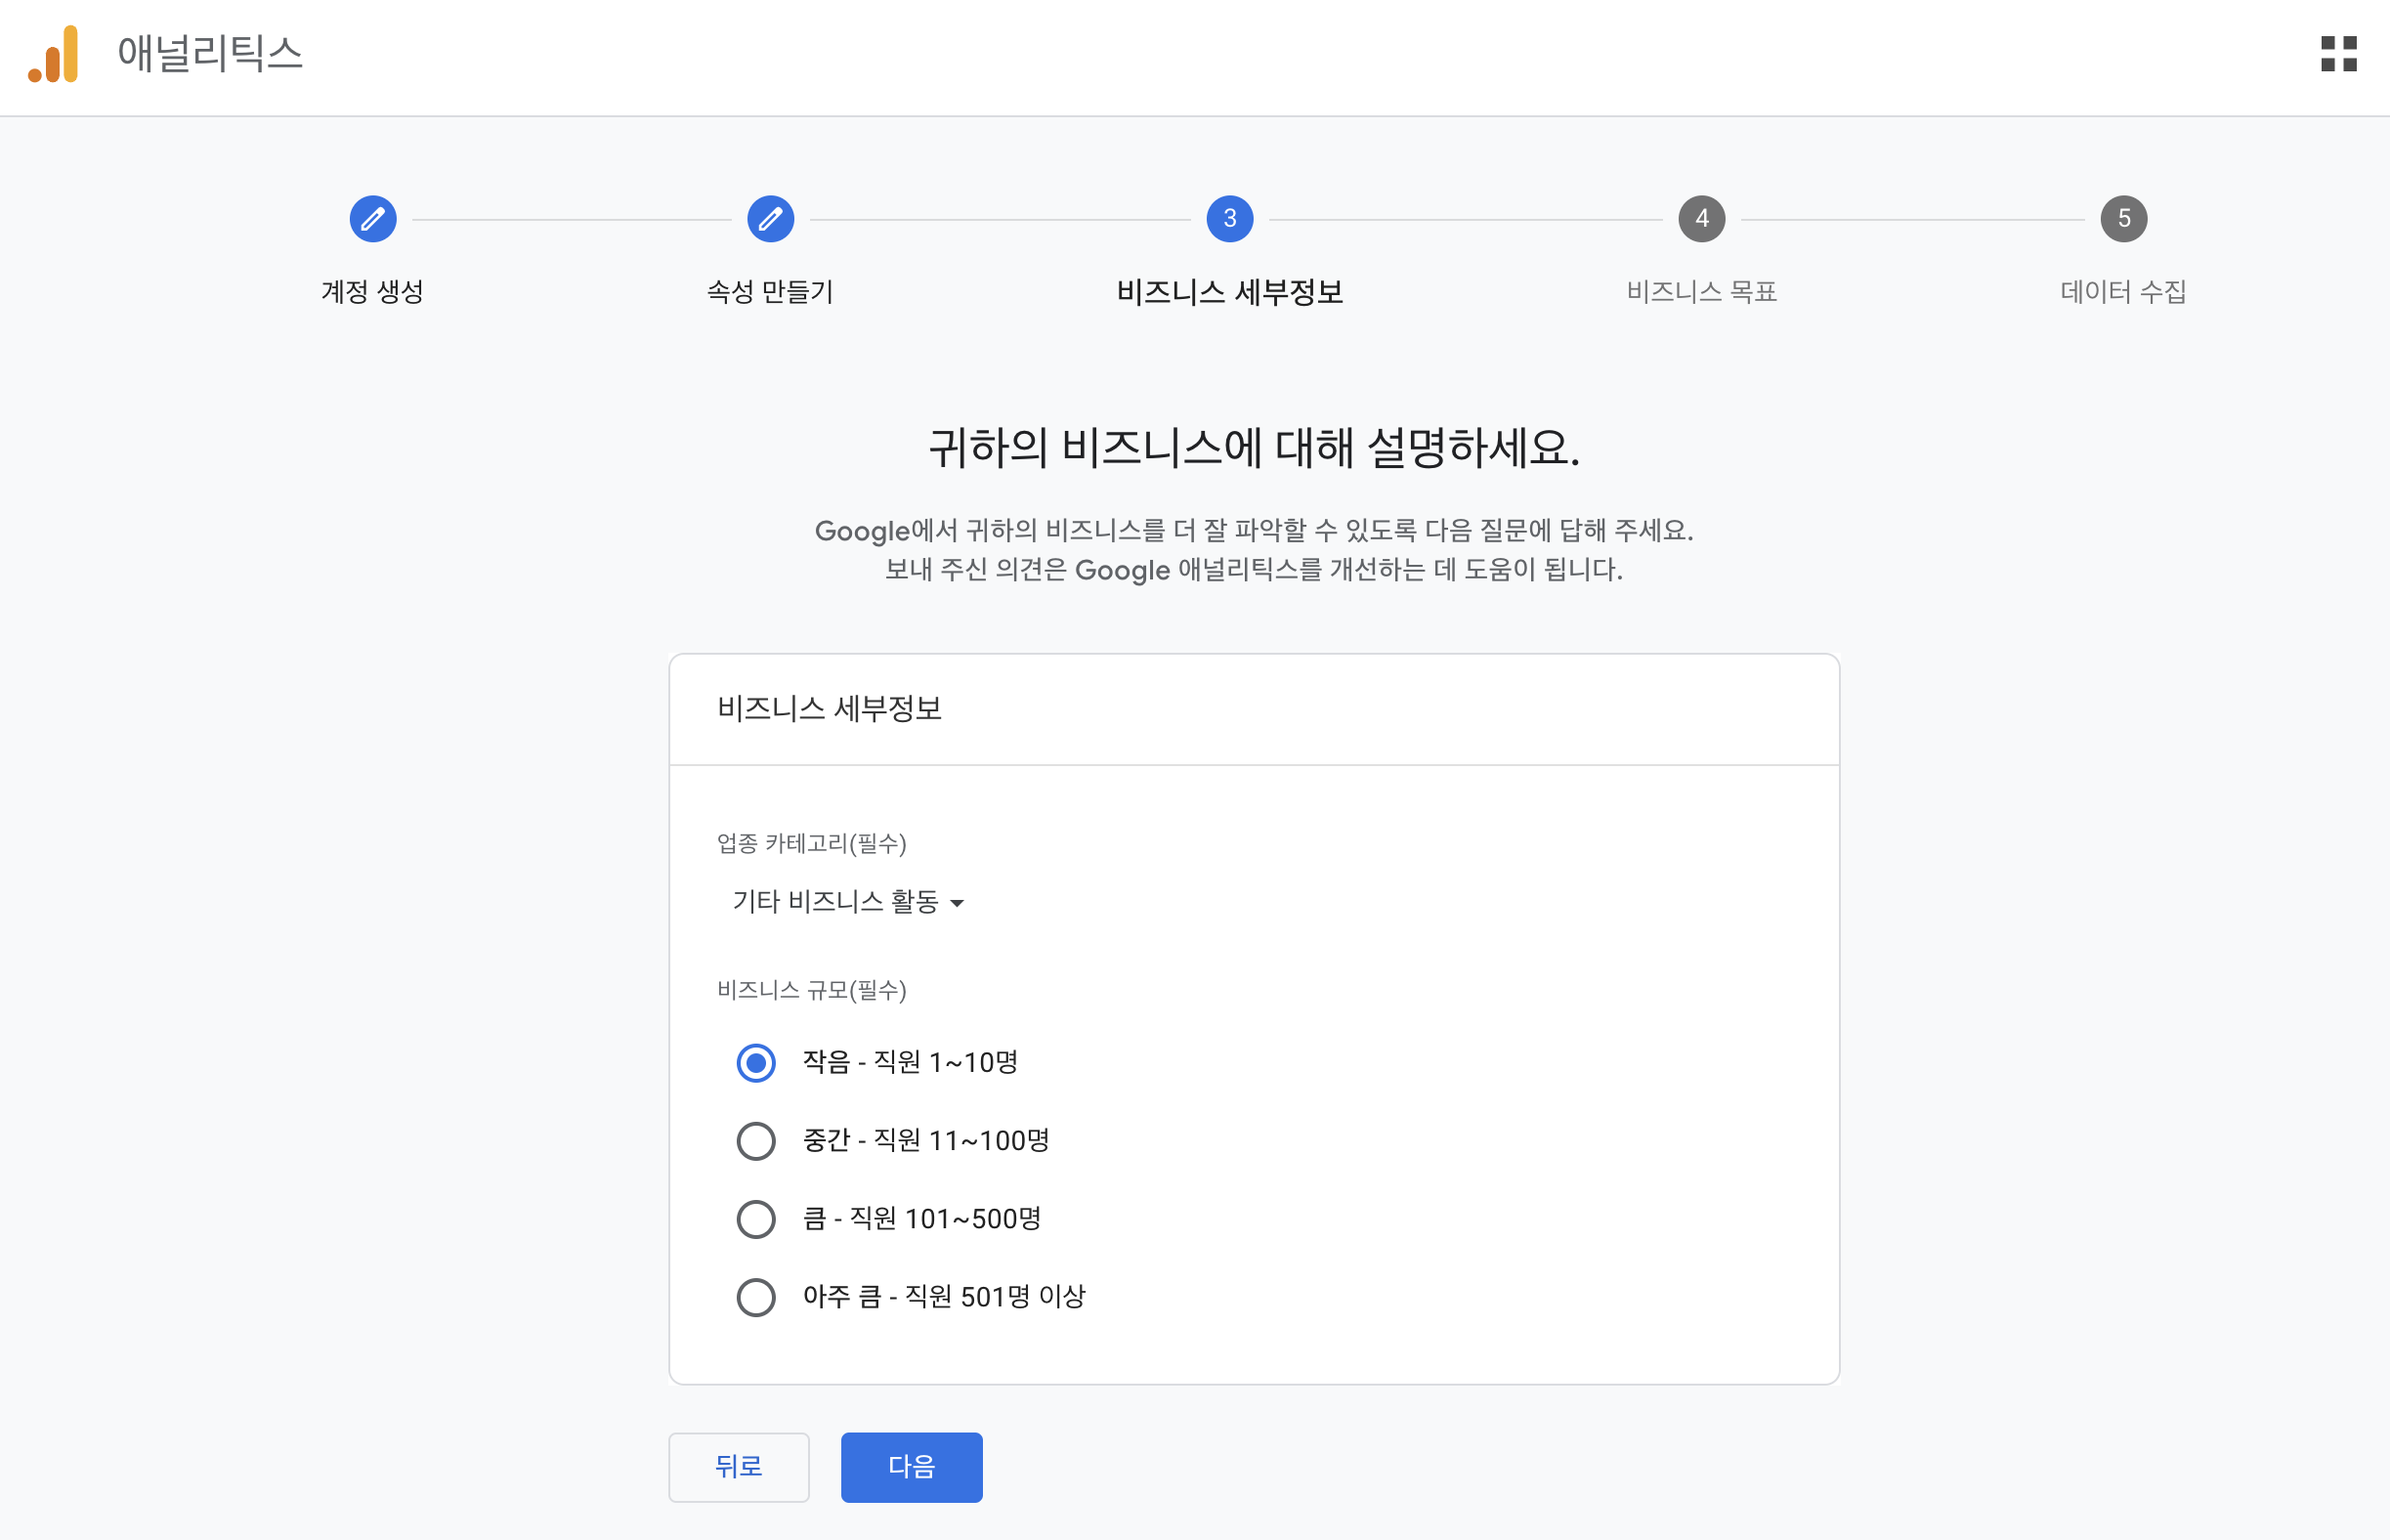 애널리틱스
3
4
5
계정 생성
속성 만들기
비즈니스 세부정보
비즈니스 목표
데이터 수집
귀하의 비즈니스에 대해 설명하세요.
Google에서 귀하의 비즈니스를 더 잘 파악할 수 있도록 다음 질문에 답해 주세요.
보내 주신 의견은 Google 애널리틱스를 개선하는 데 도움이 됩니다.
비즈니스 세부정보
업종 카테고리(필수)
기타 비즈니스 활동
비즈니스 규모(필수)
작음 - 직원 1~10명
중간 - 직원 11~100명
큼 - 직원 101~500명
아주 큼 - 직원 501명 이상
뒤로
다음